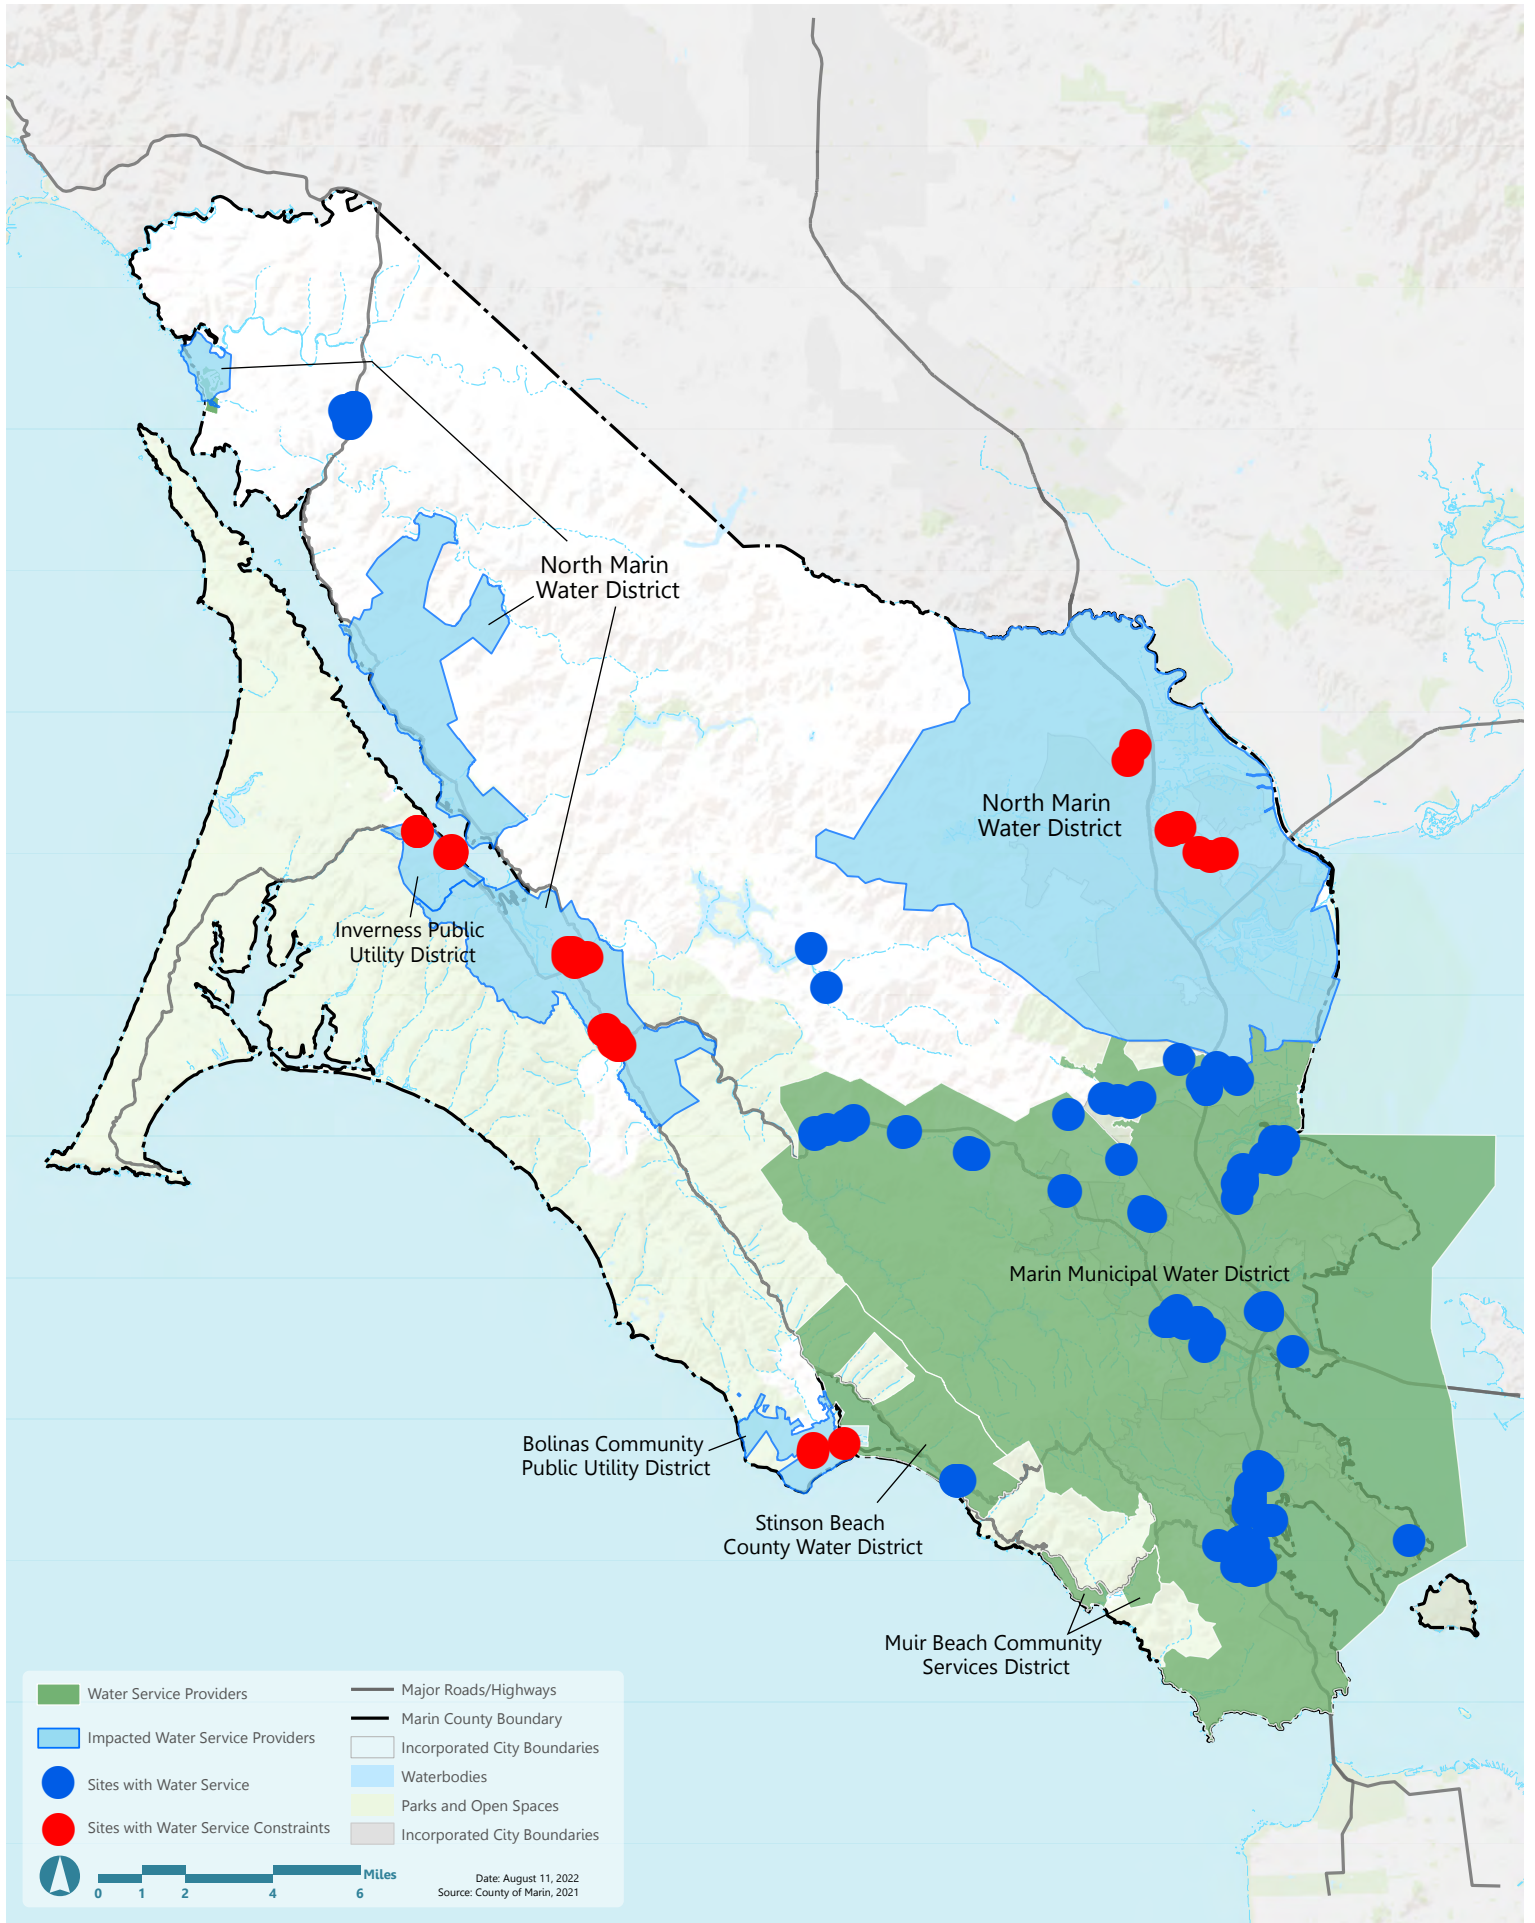 North Marin
Water District
North Marin
Water District
Inverness Public
Utility District
Marin Municipal Water District
Bolinas Community
Public Utility District
Stinson Beach
County Water District
Muir Beach Community
Services District
Water Service Providers
Impacted Water Service Providers
Sites with Water Service
Sites with Water Service Constraints
Major Roads/Highways
Marin County Boundary
Incorporated City Boundaries
Waterbodies
Parks and Open Spaces
Incorporated City Boundaries
Miles
0 1 2 4 6
Date: August 11, 2022
Source: County of Marin, 2021